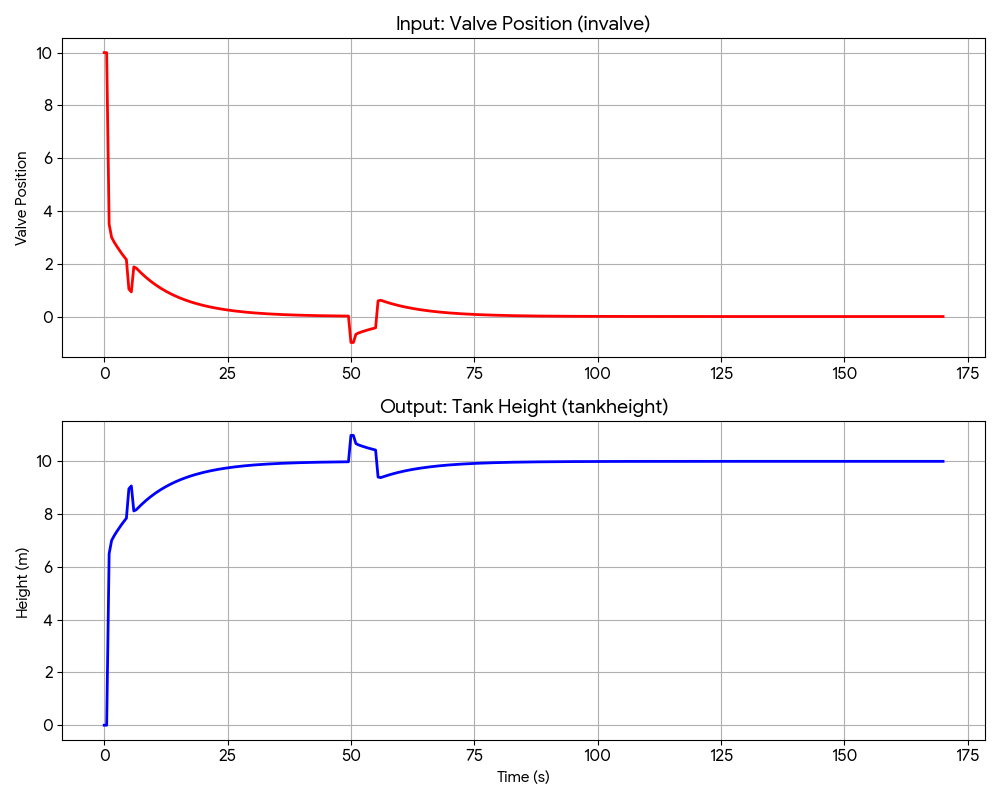 Input: Valve Position (invalve)
10
8
6
4
2
0
Valve Position
0 25 50 75 100 125 150 175
Output: Tank Height (tankheight)
10
8
6
4
2
0
Height (m)
0 25 50 75 100 125 150 175
Time (s)